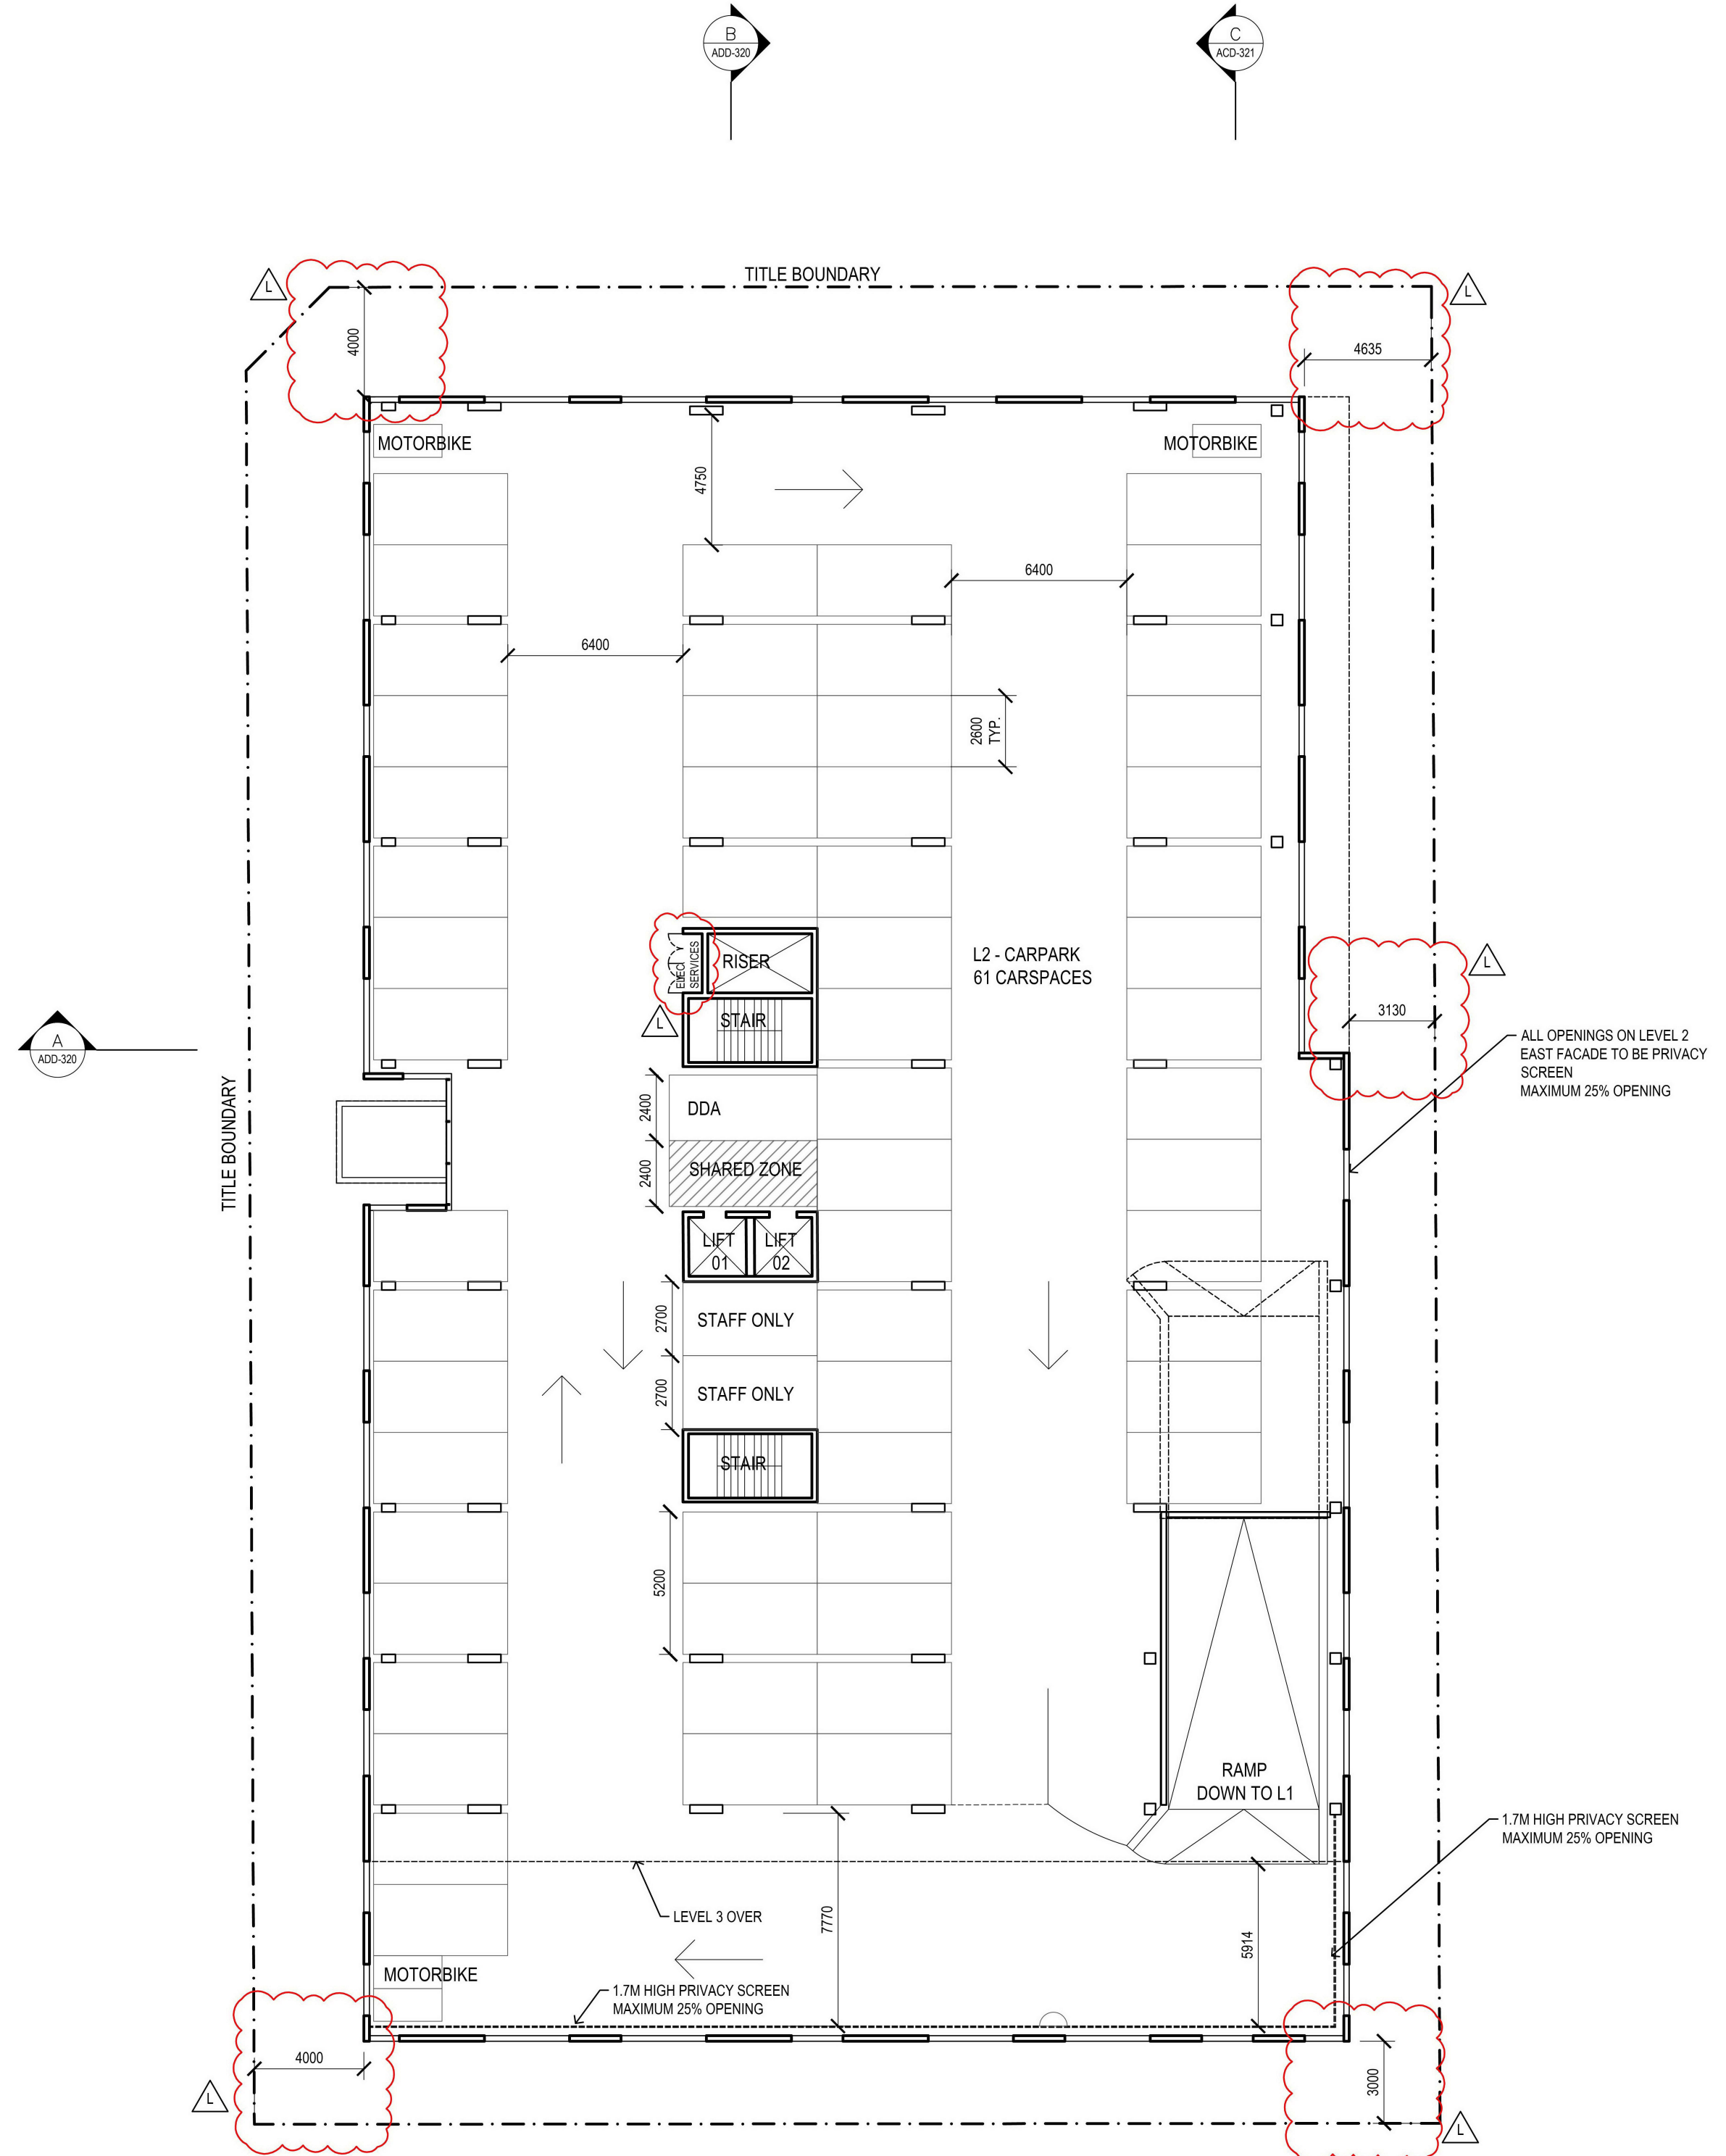 B
ADD-320
C
ACD-321
TITLE BOUNDARY
L
L
4000
4635
MOTORBIKE
MOTORBIKE
4750
6400
6400
2600
TYP.
ELEC.
SERVICES
RISER
L2 - CARPARK
61 CARSPACES
L
3130
L
STAIR
A
ADD-320
ALL OPENINGS ON LEVEL 2
EAST FACADE TO BE PRIVACY
SCREEN
MAXIMUM 25% OPENING
TITLE BOUNDARY
2400
DDA
2400
SHARED ZONE
LIFT
01
LIFT
02
2700
STAFF ONLY
2700
STAFF ONLY
STAIR
5200
RAMP
DOWN TO L1
1.7M HIGH PRIVACY SCREEN
MAXIMUM 25% OPENING
LEVEL 3 OVER
7770
5914
MOTORBIKE
1.7M HIGH PRIVACY SCREEN
MAXIMUM 25% OPENING
4000
3000
L
L